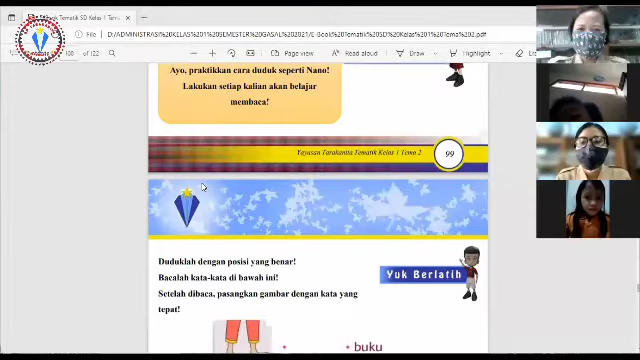 Tematik SD Kelas 1 Tema
File
D:/ADMINISTRASI%20KELAS%201%20SEMESTER%20GASAL%202021/E-Book%20Tematik%20SD%20Kelas%201%20Tema%202.pdf
of 122
Page view
Read aloud
Draw
Highlight
Ayo, praktikkan cara duduk seperti Nano!
Lakukan setiap kalian akan belajar
membaca!
Yayasan Tarakanita Tematik Kelas 1 Tema 2
99
Duduklah dengan posisi yang benar!
Bacalah kata-kata di bawah ini!
Setelah dibaca, pasangkan gambar dengan kata yang
tepat!
Yuk Berlatih
• • buku